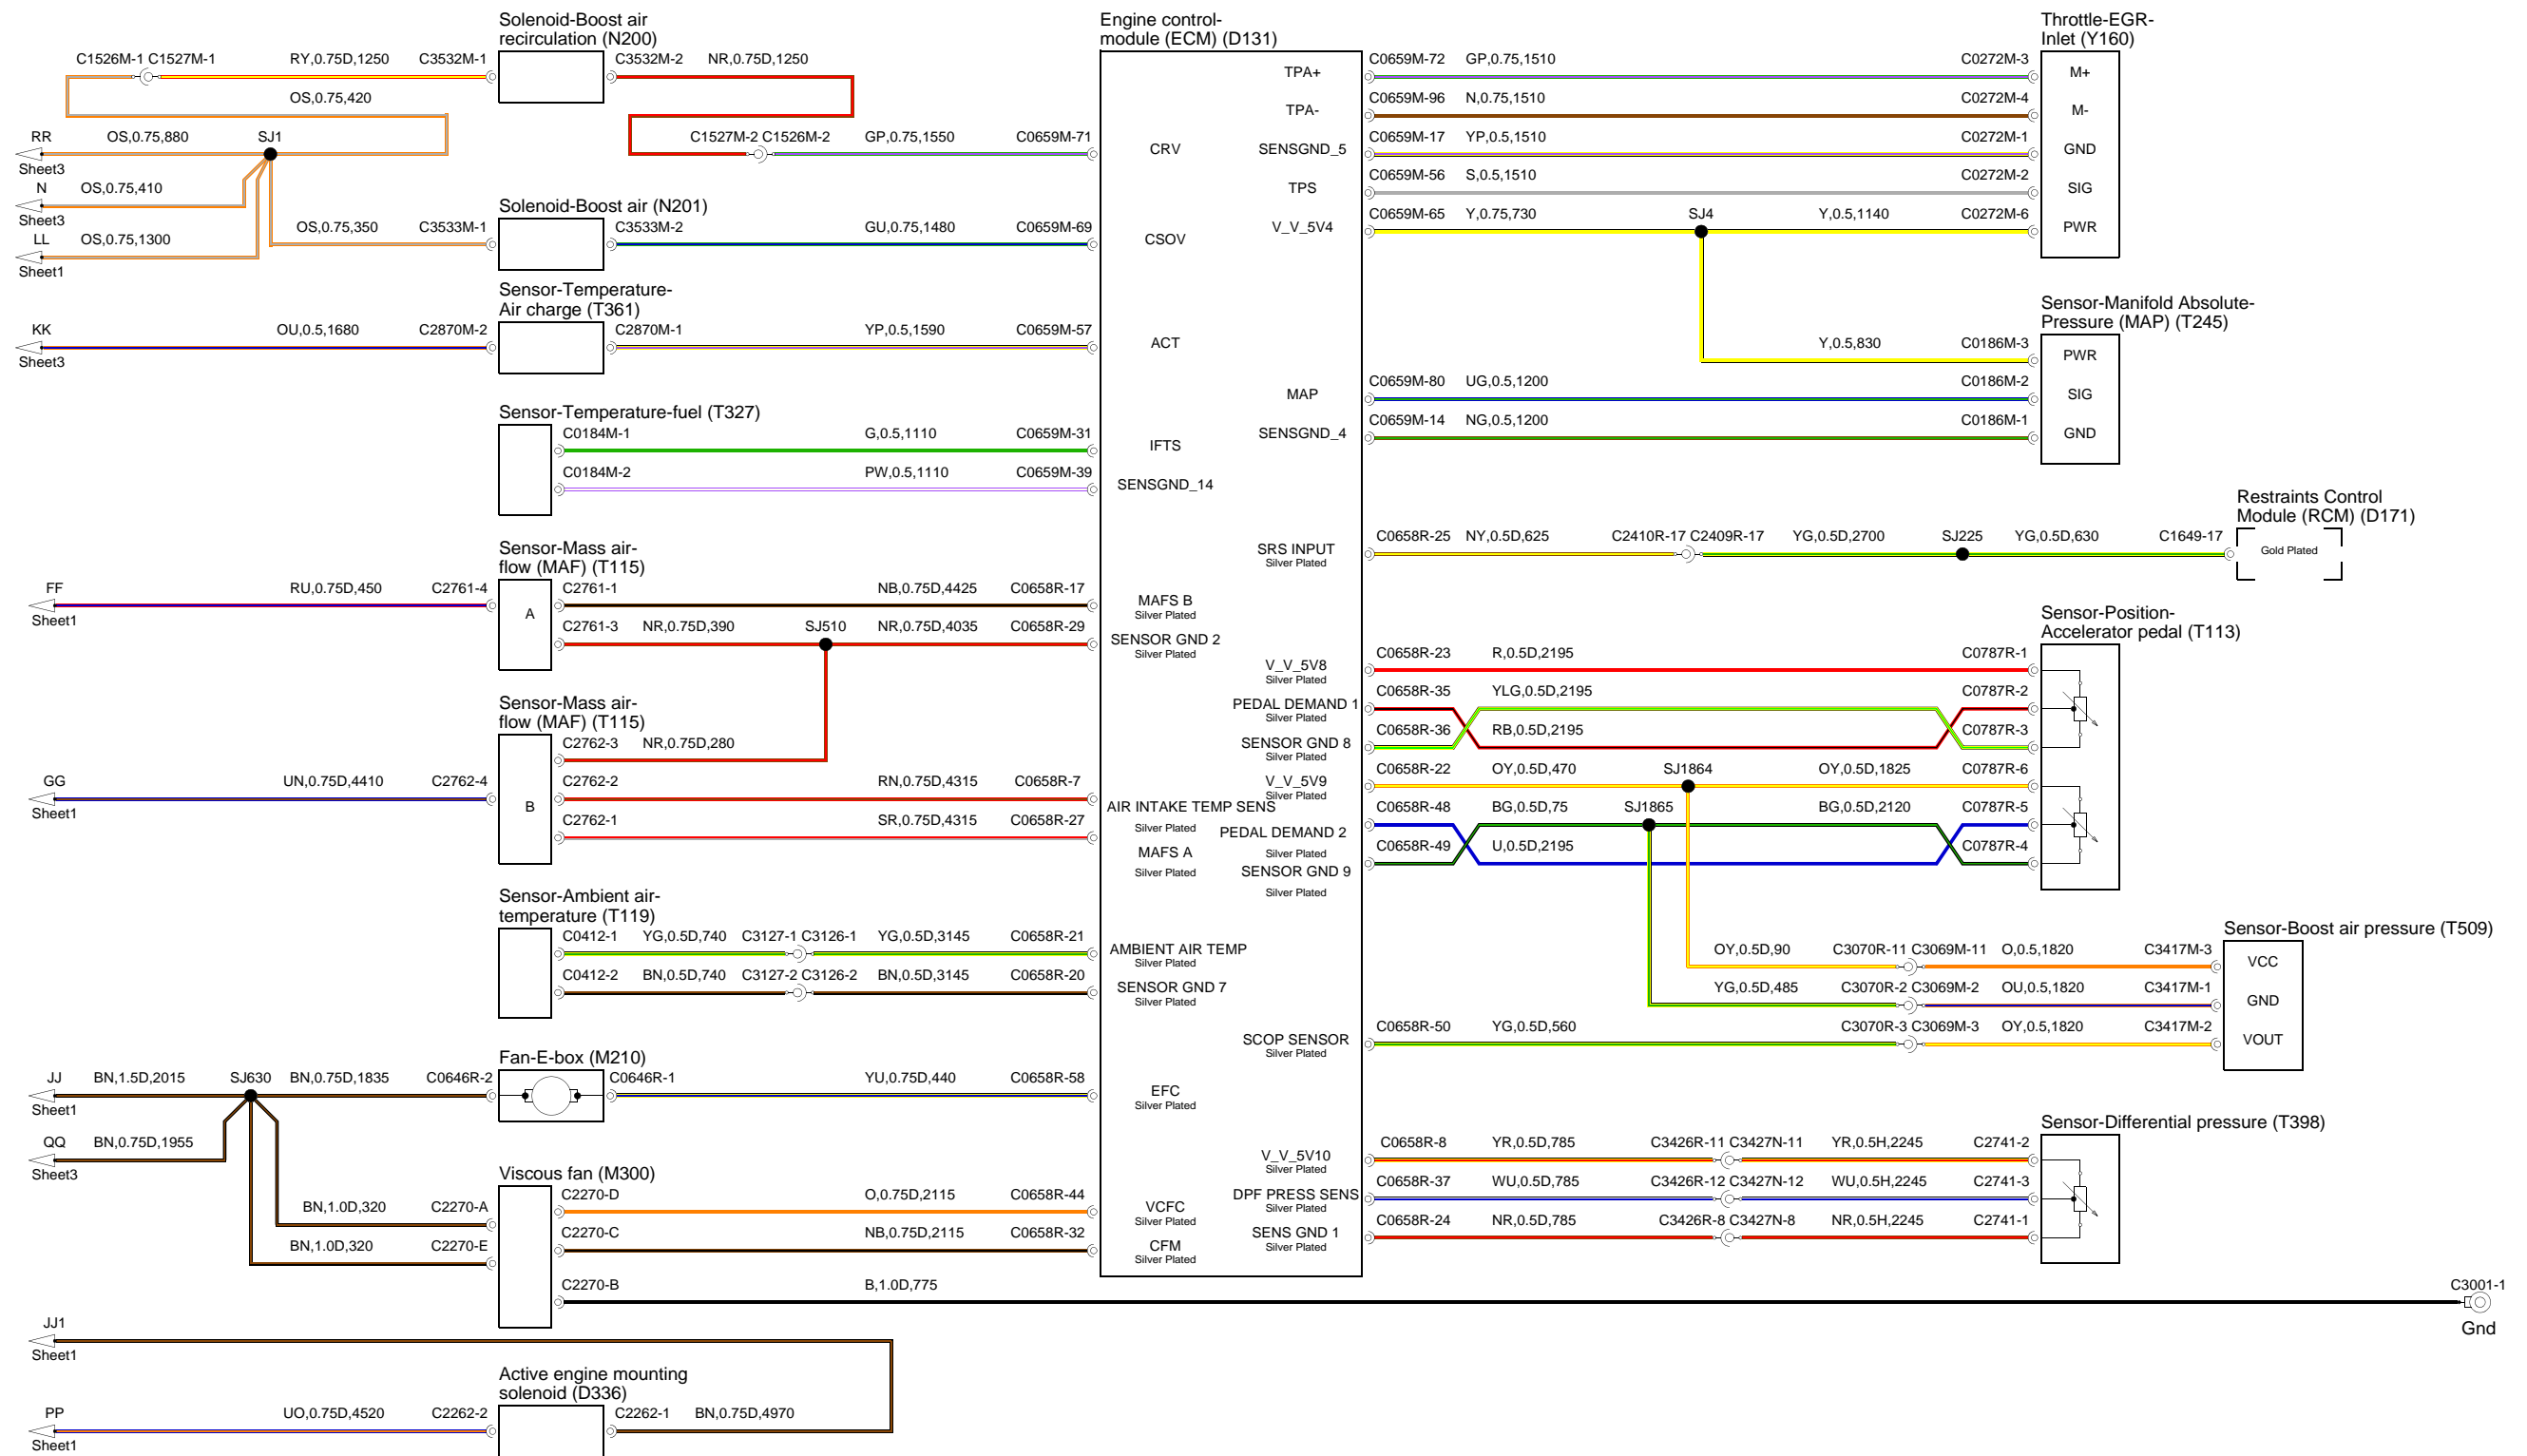 Solenoid-Boost air
recirculation (N200)
C1526M-1 C1527M-1 RY,0.75D,1250 C3532M-1
C3532M-2 NR,0.75D,1250
OS,0.75,420
RR OS,0.75,880 SJ1
Sheet3
C1527M-2 C1526M-2 GP,0.75,1550 C0659M-71
N OS,0.75,410
Sheet3
LL OS,0.75,1300
Sheet1
Solenoid-Boost air (N201)
OS,0.75,350 C3533M-1
C3533M-2 GU,0.75,1480 C0659M-69
Sensor-Temperature-
Air charge (T361)
KK OU,0.5,1680 C2870M-2
Sheet3
C2870M-1 YP,0.5,1590 C0659M-57
Sensor-Temperature-fuel (T327)
C0184M-1 G,0.5,1110 C0659M-31
C0184M-2 PW,0.5,1110 C0659M-39
Sensor-Mass air-
flow (MAF) (T115)
FF RU,0.75D,450 C2761-4
Sheet1
A
C2761-1 NB,0.75D,4425 C0658R-17
C2761-3 NR,0.75D,390 SJ510 NR,0.75D,4035 C0658R-29
Sensor-Mass air-
flow (MAF) (T115)
C2762-3 NR,0.75D,280
GG UN,0.75D,4410 C2762-4
Sheet1
B
C2762-2 RN,0.75D,4315 C0658R-7
C2762-1 SR,0.75D,4315 C0658R-27
Sensor-Ambient air-
temperature (T119)
C0412-1 YG,0.5D,740 C3127-1 C3126-1 YG,0.5D,3145 C0658R-21
C0412-2 BN,0.5D,740 C3127-2 C3126-2 BN,0.5D,3145 C0658R-20
Fan-E-box (M210)
JJ BN,1.5D,2015 SJ630 BN,0.75D,1835 C0646R-2
Sheet1
C0646R-1 YU,0.75D,440 C0658R-58
QQ BN,0.75D,1955
Sheet3
Viscous fan (M300)
BN,1.0D,320 C2270-A
BN,1.0D,320 C2270-E
C2270-D O,0.75D,2115 C0658R-44
C2270-C NB,0.75D,2115 C0658R-32
C2270-B B,1.0D,775
JJ1
Sheet1
Active engine mounting
solenoid (D336)
PP UO,0.75D,4520 C2262-2
Sheet1
C2262-1 BN,0.75D,4970
Engine control-
module (ECM) (D131)
CRV
CSOV
ACT
IFTS
SENSGND_14
MAFS B
Silver Plated
SENSOR GND 2
Silver Plated
AIR INTAKE TEMP SENS
Silver Plated
MAFS A
Silver Plated
AMBIENT AIR TEMP
Silver Plated
SENSOR GND 7
Silver Plated
EFC
Silver Plated
VCFC
Silver Plated
CFM
Silver Plated
TPA+
TPA-
SENSGND_5
TPS
V_V_5V4
MAP
SENSGND_4
SRS INPUT
Silver Plated
V_V_5V8
Silver Plated
PEDAL DEMAND 1
Silver Plated
SENSOR GND 8
Silver Plated
V_V_5V9
Silver Plated
PEDAL DEMAND 2
Silver Plated
SENSOR GND 9
Silver Plated
SCOP SENSOR
Silver Plated
V_V_5V10
Silver Plated
DPF PRESS SENS
Silver Plated
SENS GND 1
Silver Plated
Throttle-EGR-
Inlet (Y160)
C0659M-72 GP,0.75,1510 C0272M-3 M+
C0659M-96 N,0.75,1510 C0272M-4 M-
C0659M-17 YP,0.5,1510 C0272M-1 GND
C0659M-56 S,0.5,1510 C0272M-2 SIG
C0659M-65 Y,0.75,730 SJ4 Y,0.5,1140 C0272M-6 PWR
Sensor-Manifold Absolute-
Pressure (MAP) (T245)
Y,0.5,830 C0186M-3 PWR
C0659M-80 UG,0.5,1200 C0186M-2 SIG
C0659M-14 NG,0.5,1200 C0186M-1 GND
Restraints Control
Module (RCM) (D171)
C0658R-25 NY,0.5D,625 C2410R-17 C2409R-17 YG,0.5D,2700 SJ225 YG,0.5D,630 C1649-17
Gold Plated
Sensor-Position-
Accelerator pedal (T113)
C0658R-23 R,0.5D,2195 C0787R-1
C0658R-35 YLG,0.5D,2195 C0787R-2
C0658R-36 RB,0.5D,2195 C0787R-3
C0658R-22 OY,0.5D,470 SJ1864 OY,0.5D,1825 C0787R-6
C0658R-48 BG,0.5D,75 SJ1865 BG,0.5D,2120 C0787R-5
C0658R-49 U,0.5D,2195 C0787R-4
Sensor-Boost air pressure (T509)
OY,0.5D,90 C3070R-11 C3069M-11 O,0.5,1820 C3417M-3 VCC
YG,0.5D,485 C3070R-2 C3069M-2 OU,0.5,1820 C3417M-1 GND
C0658R-50 YG,0.5D,560 C3070R-3 C3069M-3 OY,0.5,1820 C3417M-2 VOUT
Sensor-Differential pressure (T398)
C0658R-8 YR,0.5D,785 C3426R-11 C3427N-11 YR,0.5H,2245 C2741-2
C0658R-37 WU,0.5D,785 C3426R-12 C3427N-12 WU,0.5H,2245 C2741-3
C0658R-24 NR,0.5D,785 C3426R-8 C3427N-8 NR,0.5H,2245 C2741-1
C3001-1
Gnd